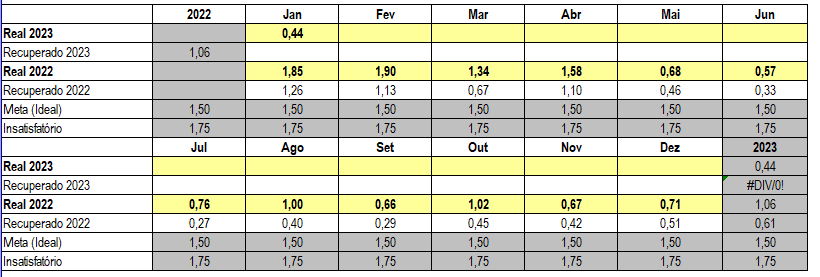 2022 Jan Fev Mar Abr Mai Jun
Real 2023 0,44
Recuperado 2023 1,06
Real 2022 1,85 1,90 1,34 1,58 0,68 0,57
Recuperado 2022 1,26 1,13 0,67 1,10 0,46 0,33
Meta (Ideal) 1,50 1,50 1,50 1,50 1,50 1,50 1,50
Insatisfatório 1,75 1,75 1,75 1,75 1,75 1,75 1,75
Jul Ago Set Out Nov Dez 2023
Real 2023 0,44
Recuperado 2023 #DIV/0!
Real 2022 0,76 1,00 0,66 1,02 0,67 0,71 1,06
Recuperado 2022 0,27 0,40 0,29 0,45 0,42 0,51 0,61
Meta (Ideal) 1,50 1,50 1,50 1,50 1,50 1,50 1,50
Insatisfatório 1,75 1,75 1,75 1,75 1,75 1,75 1,75